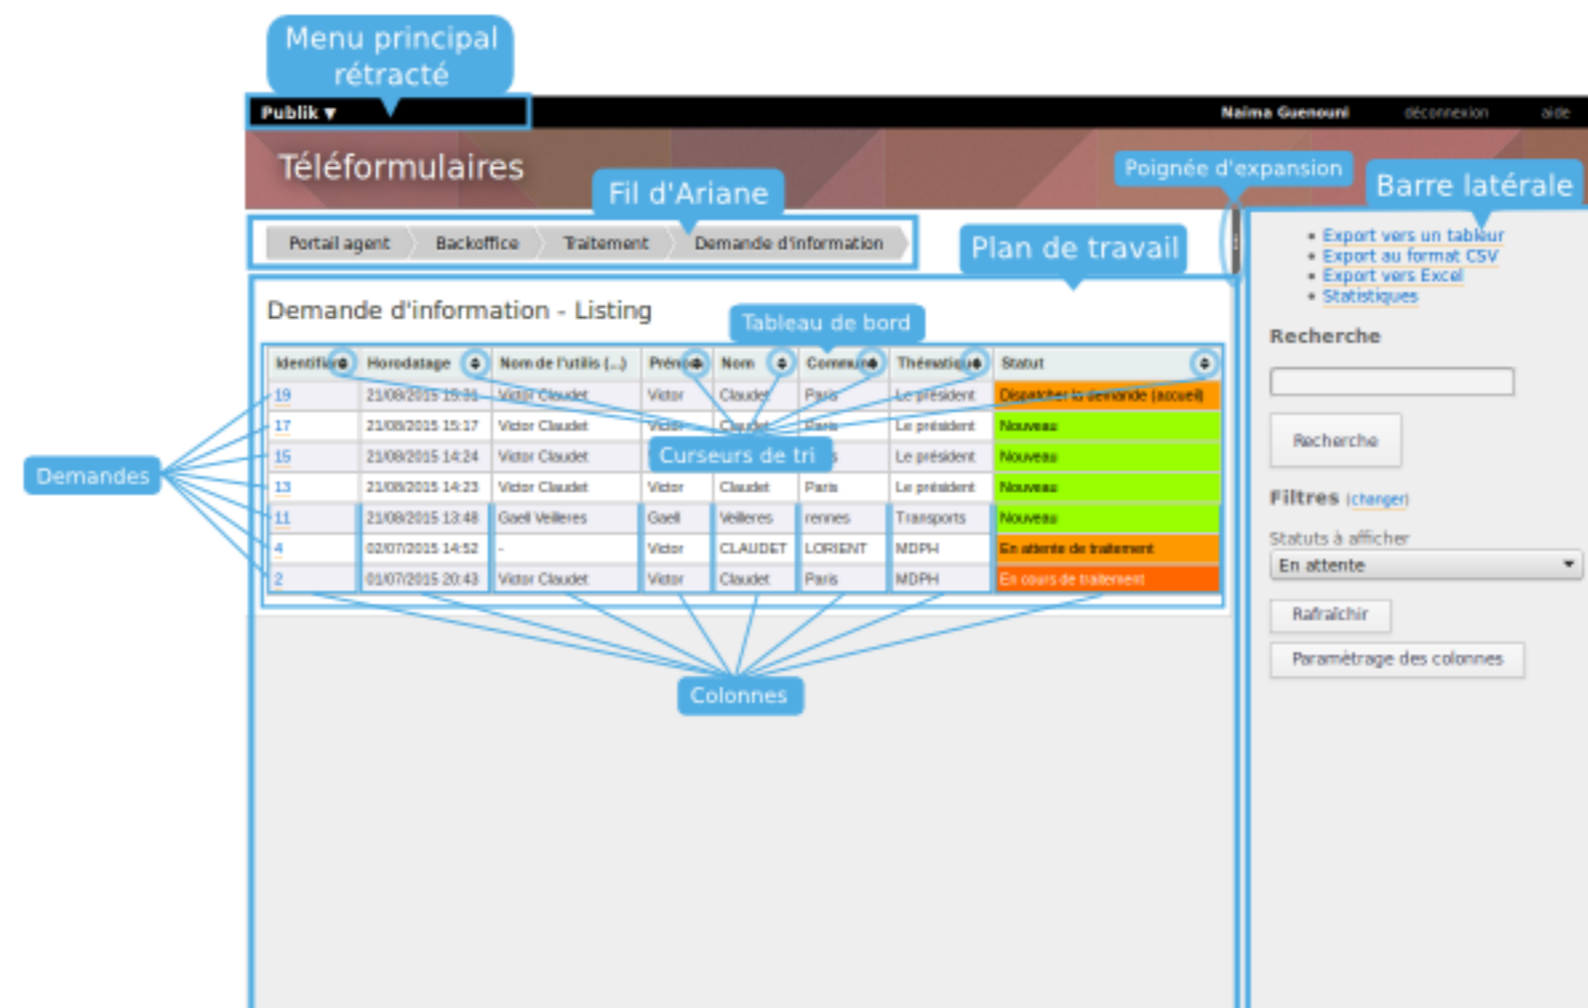 Menu principal
rétracté
Publik ▼
Naima Guenouni déconnexion aide
Téléformulaires
Poignée d'expansion
Barre latérale
Fil d'Ariane
Portail agent Backoffice Traitement Demande d'information
Plan de travail
Export vers un tableur
Export au format CSV
Export vers Excel
Statistiques
Demande d'information - Listing
Tableau de bord
Recherche
Horodatage Nom de l'utilis (...) Nom Statut
19 21/08/2015 Victor Claudet Victor Claudet Paris Le président Dispatcher la demande (accueil)
17 21/08/2015 15:17 Victor Claudet Victor Claudet Paris Le président Nouveau
15 21/08/2015 14:24 Victor Claudet Le président Nouveau
Curseurs de tri
13 21/08/2015 14:23 Victor Claudet Victor Claudet Paris Le président Nouveau
11 21/08/2015 13:48 Gaell Veilleres Gaell Veilleres rennes Transports Nouveau
4 02/07/2015 14:52 - Victor CLAUDET LORIENT MDPH En attente de traitement
2 01/07/2015 20:43 Victor Claudet Victor Claudet Paris MDPH En cours de traitement
Demandes
Colonnes
Recherche
Filtres (changer)
Statuts à afficher
En attente
Rafraîchir
Paramètrage des colonnes